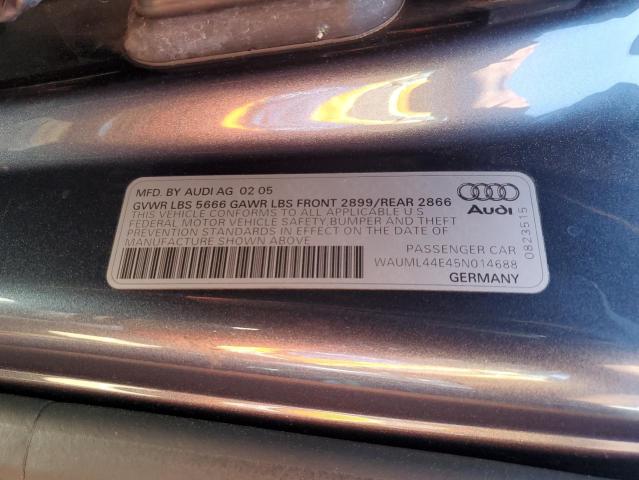 MFD. BY AUDI AG 02 05
GVWR LBS 5666 GAWR LBS FRONT 2899/REAR 2866
THIS VEHICLE CONFORMS TO ALL APPLICABLE U S
FEDERAL MOTOR VEHICLE SAFETY BUMPER AND THEFT
PREVENTION STANDARDS IN EFFECT ON THE DATE OF
MANUFACTURE SHOWN ABOVE
PASSENGER CAR
WAUML44E45N014688
GERMANY
Audi
0823515